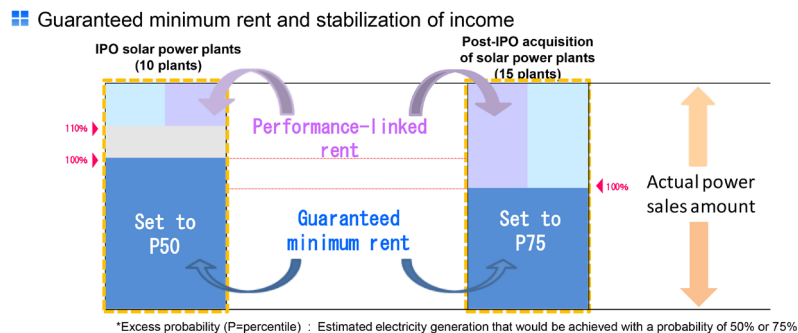 Guaranteed minimum rent and stabilization of income
IPO solar power plants
(10 plants)
Post-IPO acquisition
of solar power plants
(15 plants)
110%
100%
Performance-linked
rent
100%
Actual power
sales amount
Set to
P50
Guaranteed
minimum rent
Set to
P75
*Excess probability (P=percentile) : Estimated electricity generation that would be achieved with a probability of 50% or 75%